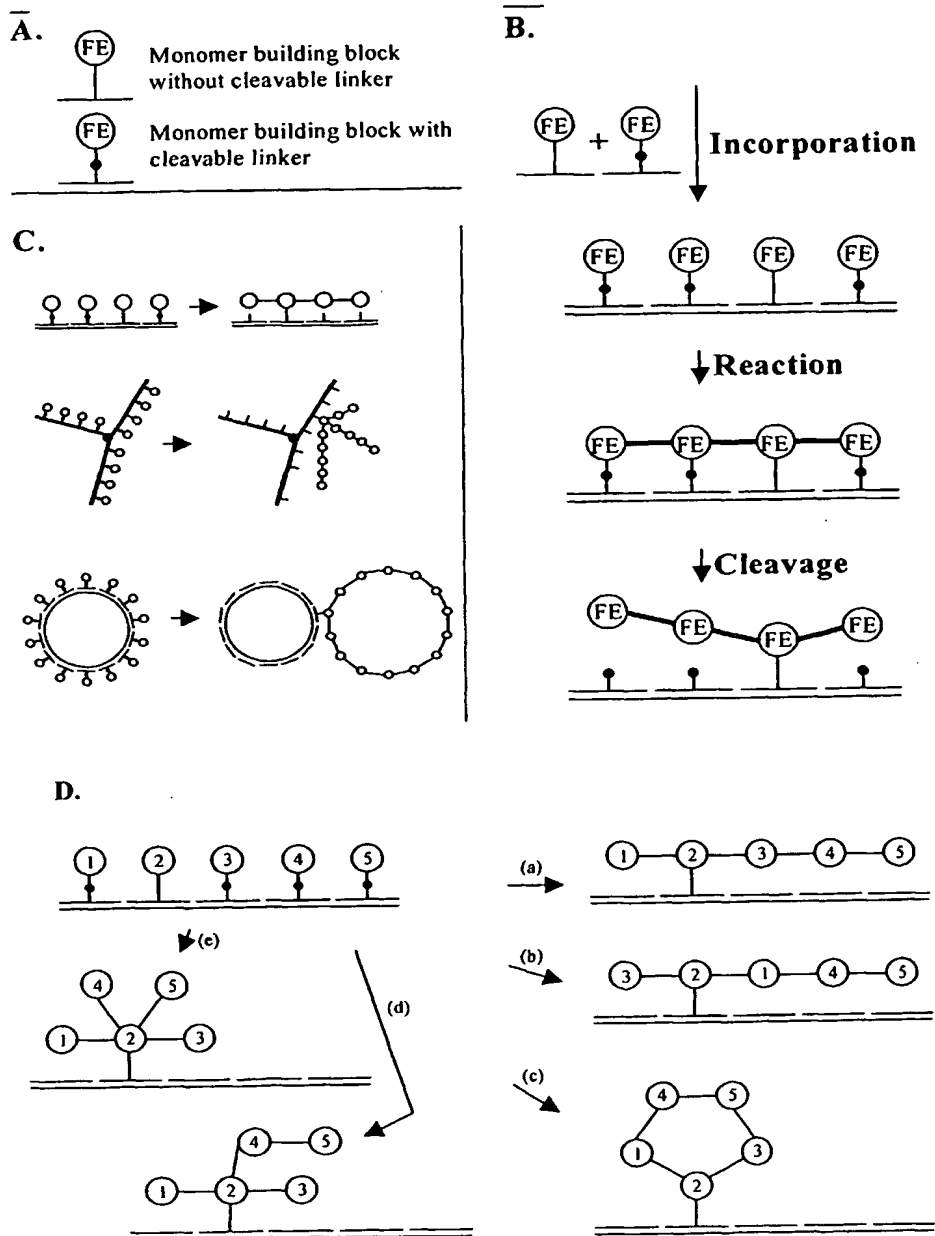 A.
FE
Monomer building block
without cleavable linker
FE
Monomer building block with
cleavable linker
B.
FE + FE
Incorporation
FE FE FE FE
Reaction
FE FE FE FE
Cleavage
FE FE FE FE
C.
D.
1 2 3 4 5
(a)
1 2 3 4 5
(b)
3 2 1 4 5
(c)
4 5
1 3
2
(d)
4 5
1 2 3
(e)
4 5
1 2 3